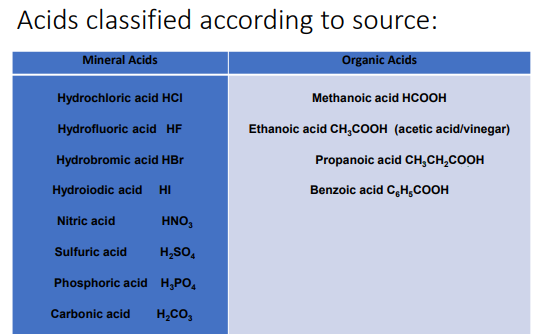 Acids classified according to source:
Mineral Acids
Organic Acids
Hydrochloric acid HCl
Hydrofluoric acid HF
Hydrobromic acid HBr
Hydroiodic acid HI
Nitric acid HNO₃
Sulfuric acid H₂SO₄
Phosphoric acid H₃PO₄
Carbonic acid H₂CO₃
Methanoic acid HCOOH
Ethanoic acid CH₃COOH (acetic acid/vinegar)
Propanoic acid CH₃CH₂COOH
Benzoic acid C₆H₅COOH